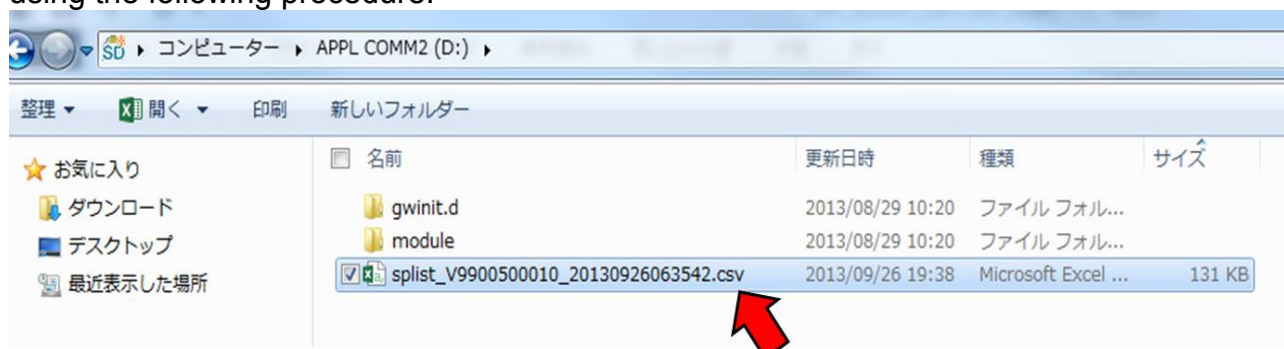 using the following procedure.
SD ▸ コンピューター ▸ APPL COMM2 (D:) ▸
整理 ▼ 開く ▼ 印刷 新しいフォルダー
お気に入り
ダウンロード
デスクトップ
最近表示した場所
名前 更新日時 種類 サイズ
gwinit.d 2013/08/29 10:20 ファイル フォル...
module 2013/08/29 10:20 ファイル フォル...
splist_V9900500010_20130926063542.csv 2013/09/26 19:38 Microsoft Excel ... 131 KB